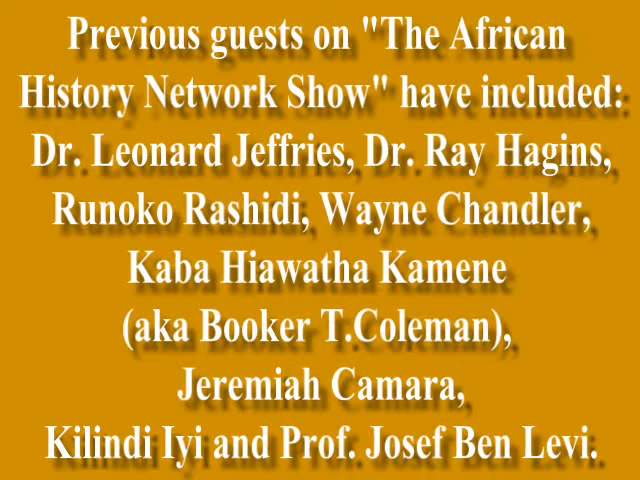 Previous guests on "The African
History Network Show" have included:
Dr. Leonard Jeffries, Dr. Ray Hagins,
Runoko Rashidi, Wayne Chandler,
Kaba Hiawatha Kamene
(aka Booker T.Coleman),
Jeremiah Camara,
Kilindi Iyi and Prof. Josef Ben Levi.